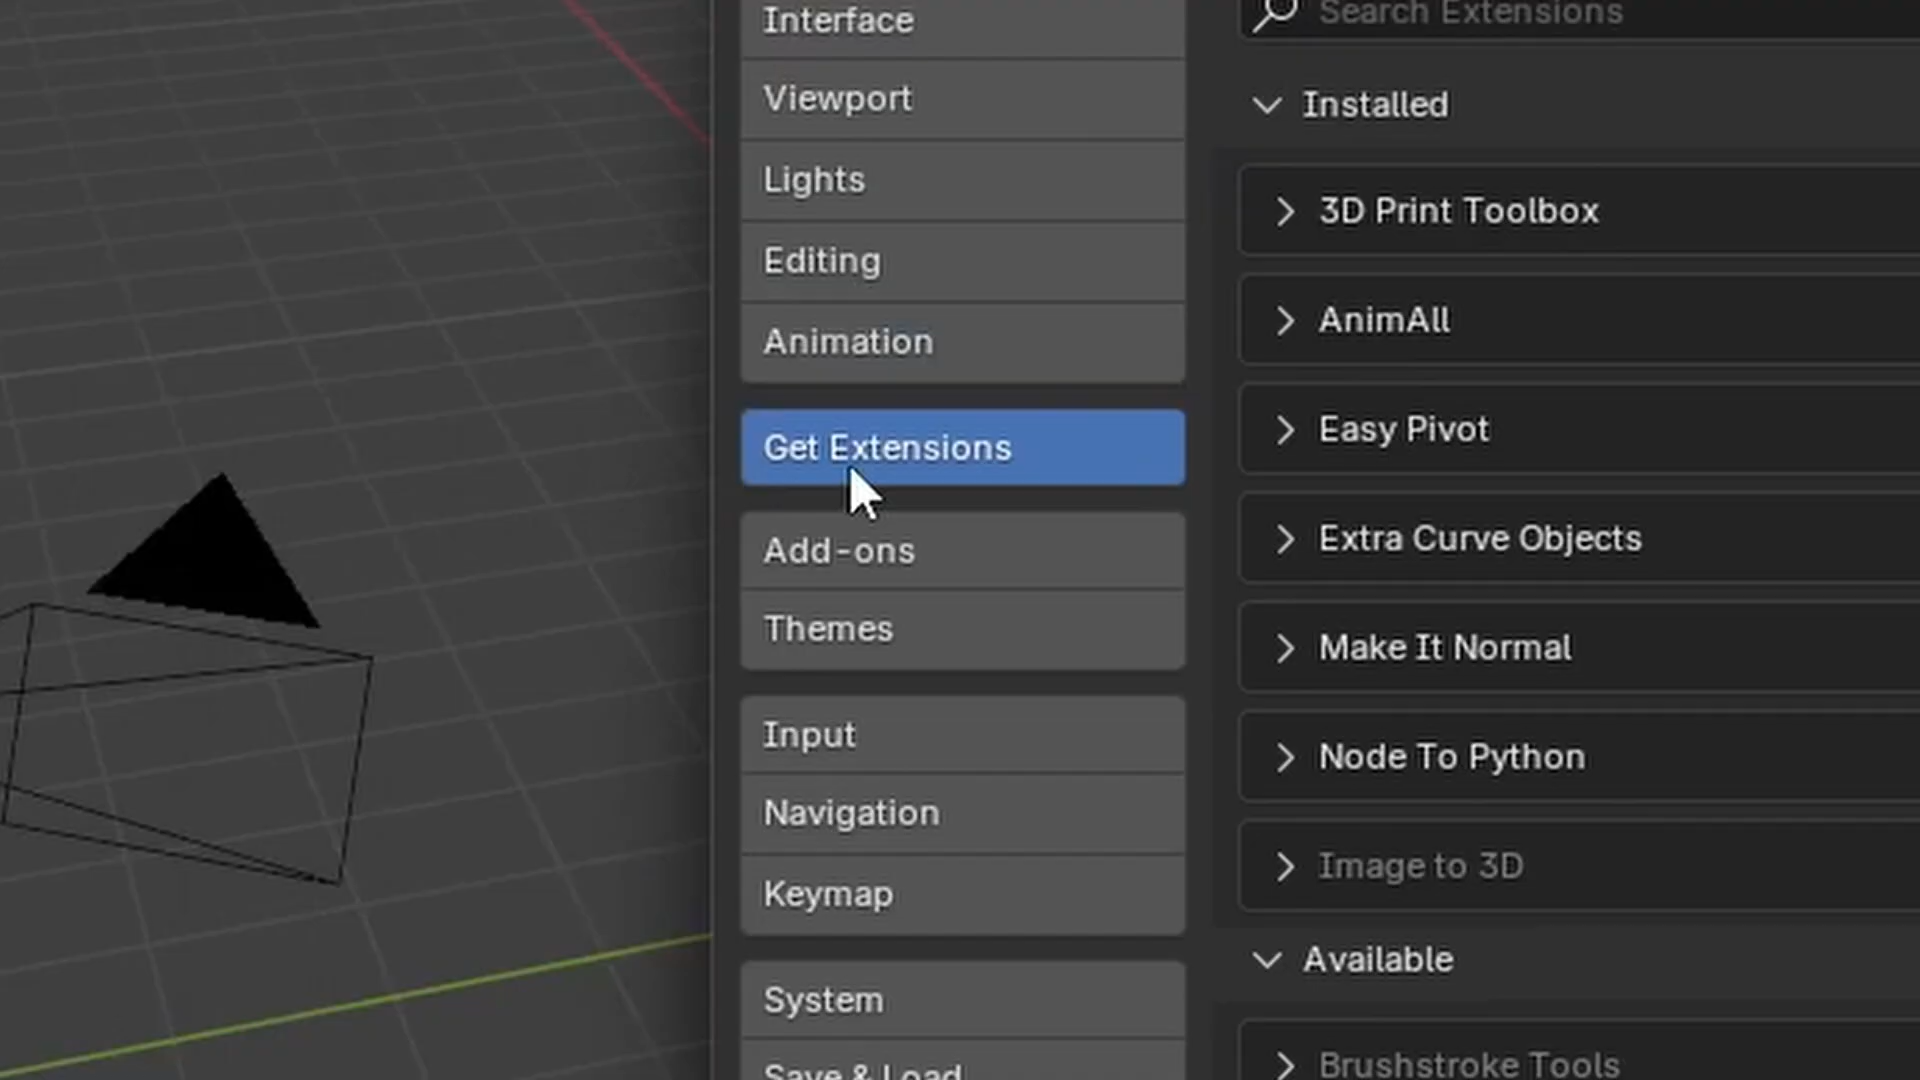 Interface
Viewport
Lights
Editing
Animation
Get Extensions
Add-ons
Themes
Input
Navigation
Keymap
System
Save & Load
Search Extensions
Installed
3D Print Toolbox
AnimAll
Easy Pivot
Extra Curve Objects
Make It Normal
Node To Python
Image to 3D
Available
Brushstroke Tools